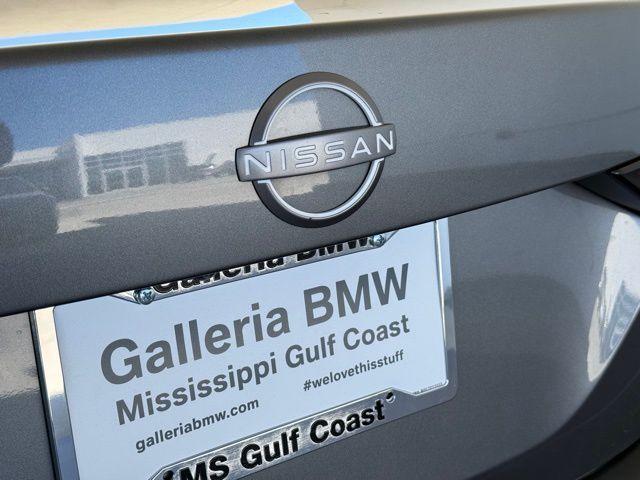 NISSAN
Galleria BMW
Galleria BMW
Mississippi Gulf Coast
#welovethisstuff
galleriabmw.com
MS Gulf Coast